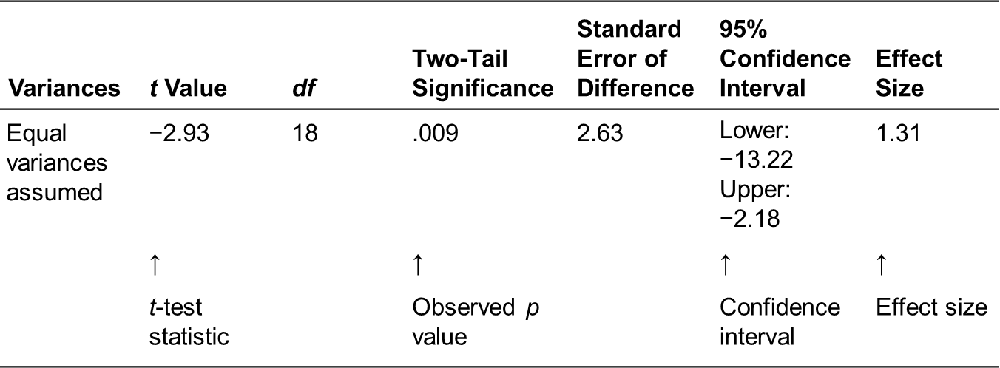 Variances t Value df Two-Tail Significance Standard Error of Difference 95% Confidence Interval Effect Size
Equal variances assumed −2.93 18 .009 2.63 Lower: −13.22 Upper: −2.18 1.31
↑ ↑ ↑ ↑
t-test statistic Observed p value Confidence interval Effect size